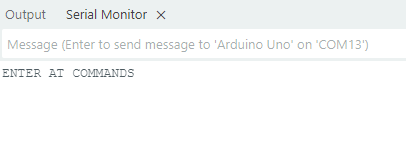 Output Serial Monitor ×
Message (Enter to send message to 'Arduino Uno' on 'COM13')
ENTER AT COMMANDS